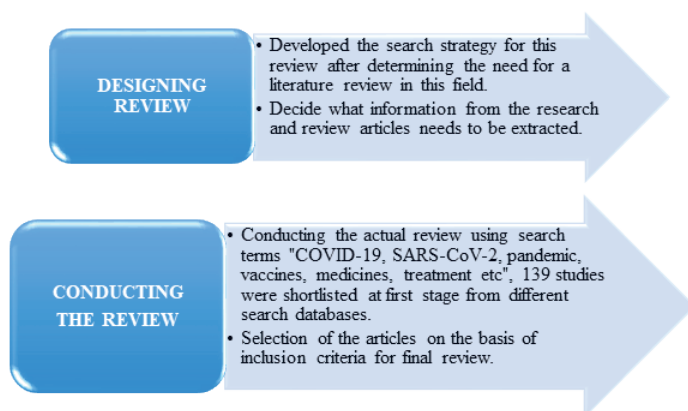 DESIGNING
REVIEW
• Developed the search strategy for this
review after determining the need for a
literature review in this field.
• Decide what information from the research
and review articles needs to be extracted.
CONDUCTING
THE REVIEW
• Conducting the actual review using search
terms "COVID-19, SARS-CoV-2, pandemic,
vaccines, medicines, treatment etc", 139 studies
were shortlisted at first stage from different
search databases.
• Selection of the articles on the basis of
inclusion criteria for final review.